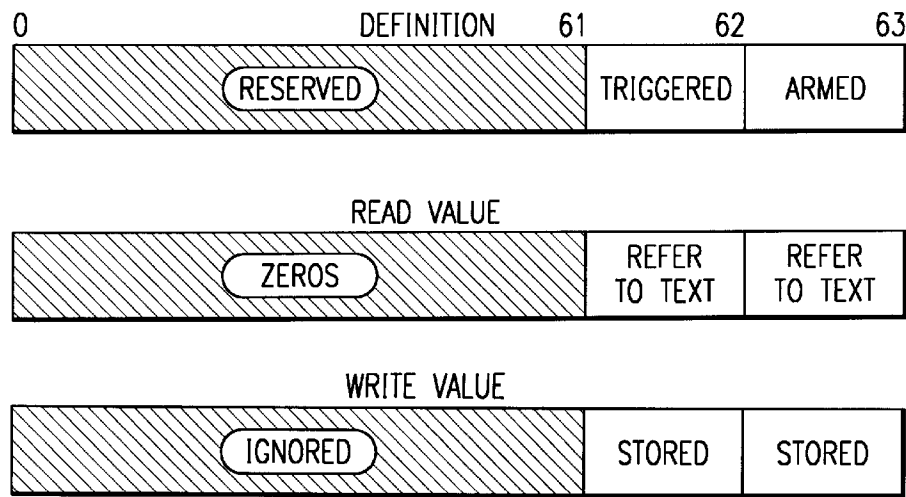 0 DEFINITION 61 62 63
RESERVED TRIGGERED ARMED
READ VALUE
ZEROS REFER TO TEXT REFER TO TEXT
WRITE VALUE
IGNORED STORED STORED